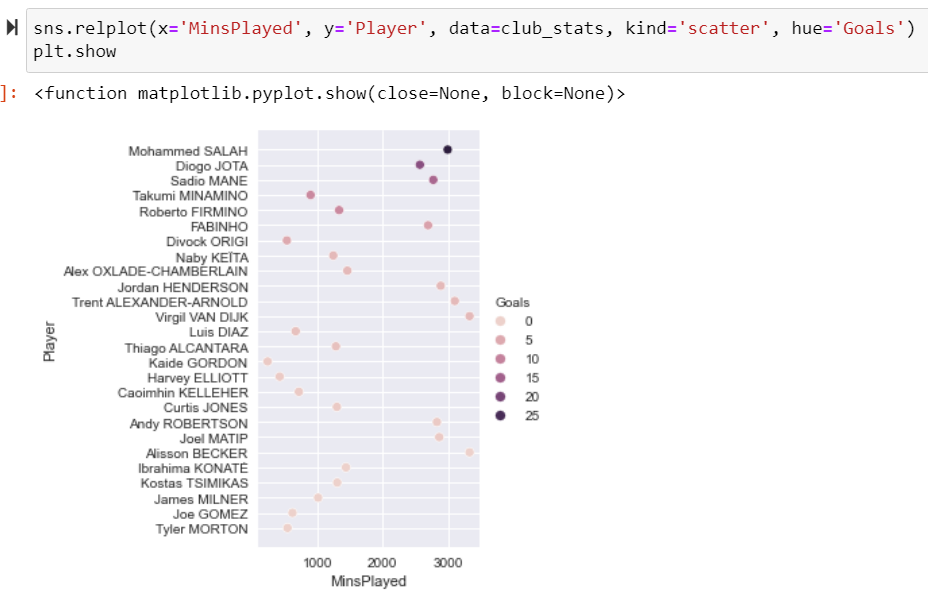 sns.relplot(x='MinsPlayed', y='Player', data=club_stats, kind='scatter', hue='Goals')
plt.show
]: <function matplotlib.pyplot.show(close=None, block=None)>
Mohammed SALAH
Diogo JOTA
Sadio MANE
Takumi MINAMINO
Roberto FIRMINO
FABINHO
Divock ORIGI
Naby KEÏTA
Alex OXLADE-CHAMBERLAIN
Jordan HENDERSON
Trent ALEXANDER-ARNOLD
Virgil VAN DIJK
Luis DIAZ
Thiago ALCANTARA
Kaide GORDON
Harvey ELLIOTT
Caoimhin KELLEHER
Curtis JONES
Andy ROBERTSON
Joel MATIP
Alisson BECKER
Ibrahima KONATÉ
Kostas TSIMIKAS
James MILNER
Joe GOMEZ
Tyler MORTON
Player
1000 2000 3000
MinsPlayed
Goals
0
5
10
15
20
25